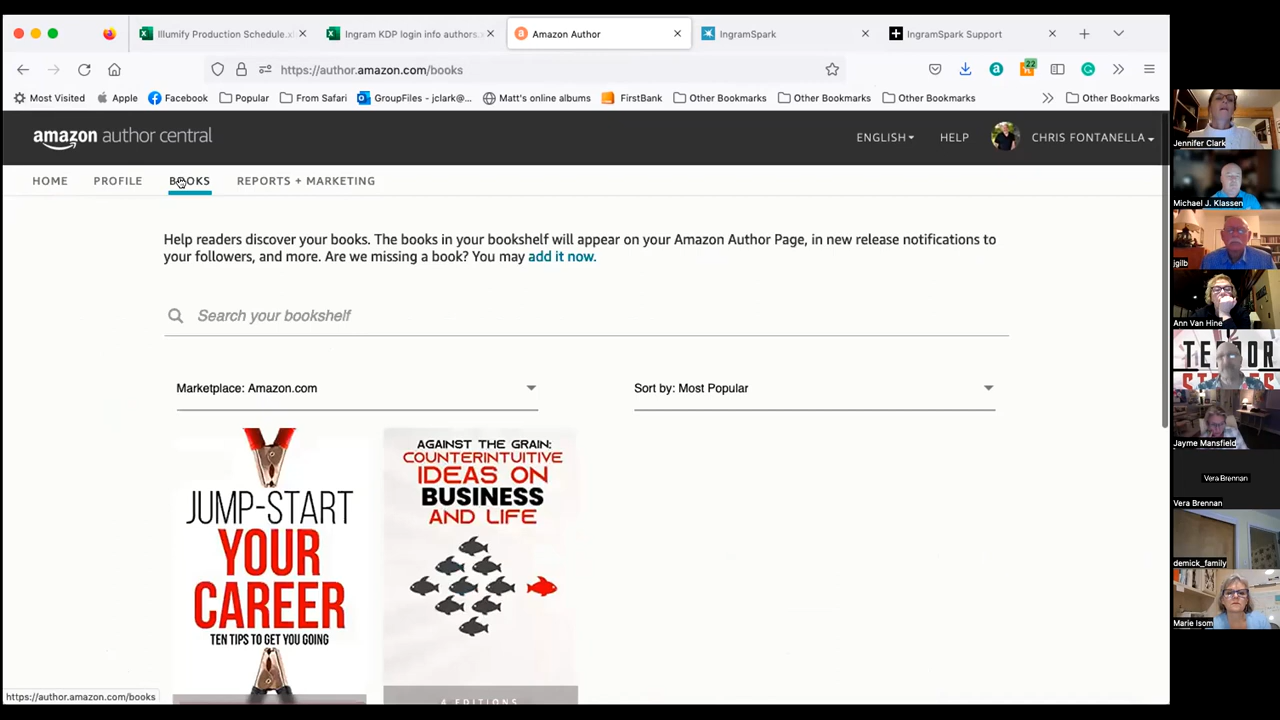 Illumify Production Schedule.x
Ingram KDP login info authors.
Amazon Author
IngramSpark
IngramSpark Support
https://author.amazon.com/books
22
Most Visited
Apple
Facebook
Popular
From Safari
GroupFiles - jclark@...
Matt's online albums
FirstBank
Other Bookmarks
Other Bookmarks
Other Bookmarks
Other Bookmarks
amazon author central
ENGLISH
HELP
CHRIS FONTANELLA
HOME
PROFILE
BOOKS
REPORTS + MARKETING
Help readers discover your books. The books in your bookshelf will appear on your Amazon Author Page, in new release notifications to
your followers, and more. Are we missing a book? You may add it now.
Search your bookshelf
Marketplace: Amazon.com
Sort by: Most Popular
JUMP-START
YOUR
CAREER
TEN TIPS TO GET YOU GOING
AGAINST THE GRAIN:
COUNTERINTUITIVE
IDEAS ON
BUSINESS
AND LIFE
4 EDITIONS
https://author.amazon.com/books
Jennifer Clark
Michael J. Klassen
jgilb
Ann Van Hine
Jayme Mansfield
Vera Brennan
Vera Brennan
demick_family
Marie Isom